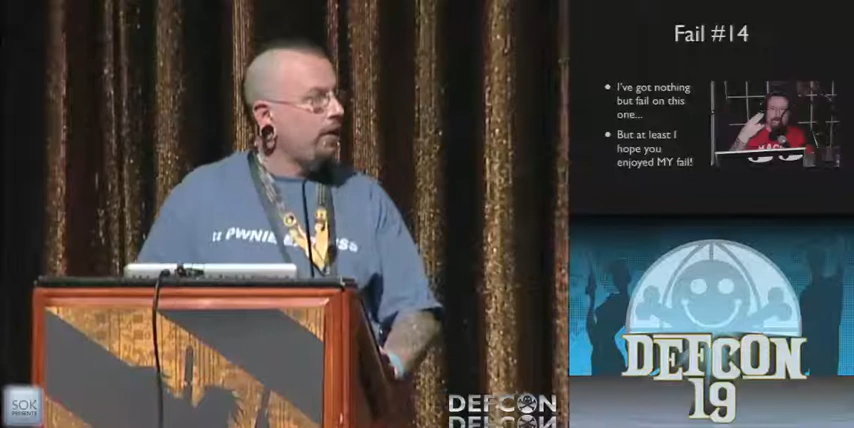 Fail #14
• I've got nothing
but fail on this
one...
• But at least I
hope you
enjoyed MY fail!
:: PWNIE
DEFCON
19
DEFCON
SOK